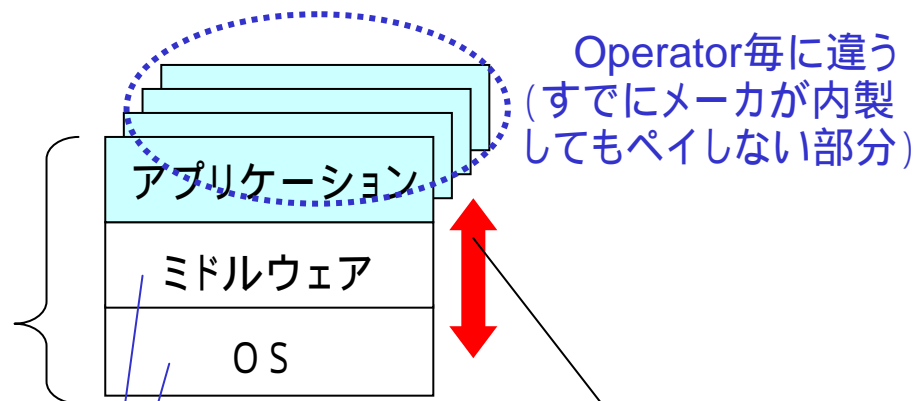 Operator毎に違う
(すでにメーカが内製
してもペイしない部分)
アプリケーション
ミドルウェア
ＯＳ